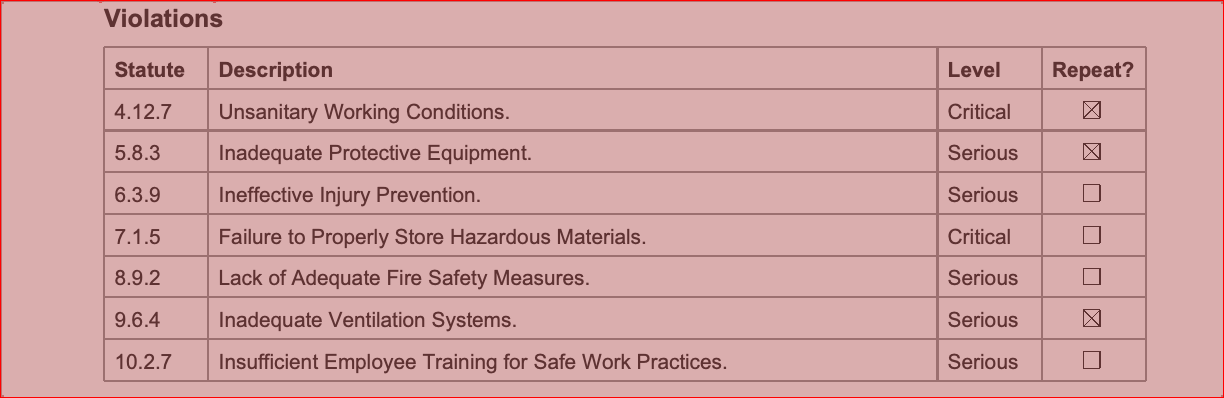 Violations
Statute Description Level Repeat?
4.12.7 Unsanitary Working Conditions. Critical ☒
5.8.3 Inadequate Protective Equipment. Serious ☒
6.3.9 Ineffective Injury Prevention. Serious ☐
7.1.5 Failure to Properly Store Hazardous Materials. Critical ☐
8.9.2 Lack of Adequate Fire Safety Measures. Serious ☐
9.6.4 Inadequate Ventilation Systems. Serious ☒
10.2.7 Insufficient Employee Training for Safe Work Practices. Serious ☐